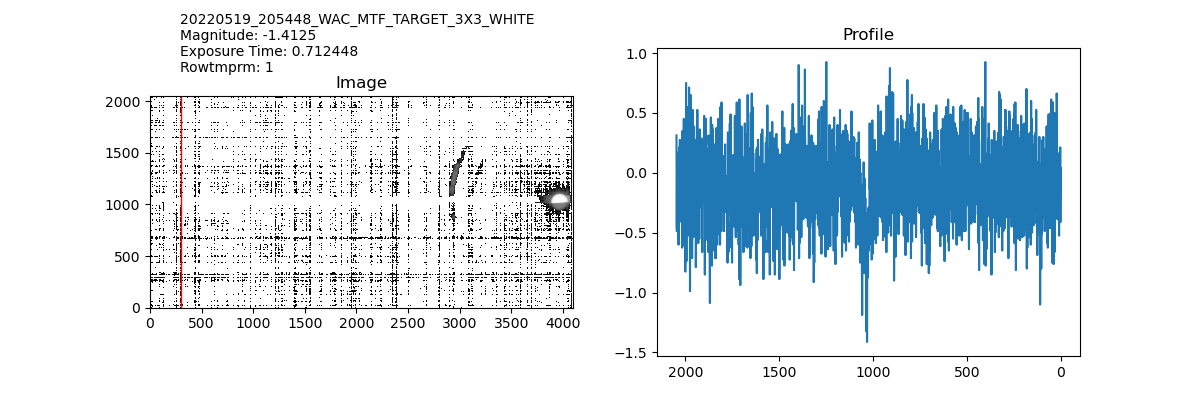 20220519_205448_WAC_MTF_TARGET_3X3_WHITE
Magnitude: -1.4125
Exposure Time: 0.712448
Rowtmprm: 1
Image
2000
1500
1000
500
0
0 500 1000 1500 2000 2500 3000 3500 4000
Profile
1.0
0.5
0.0
−0.5
−1.0
−1.5
2000 1500 1000 500 0